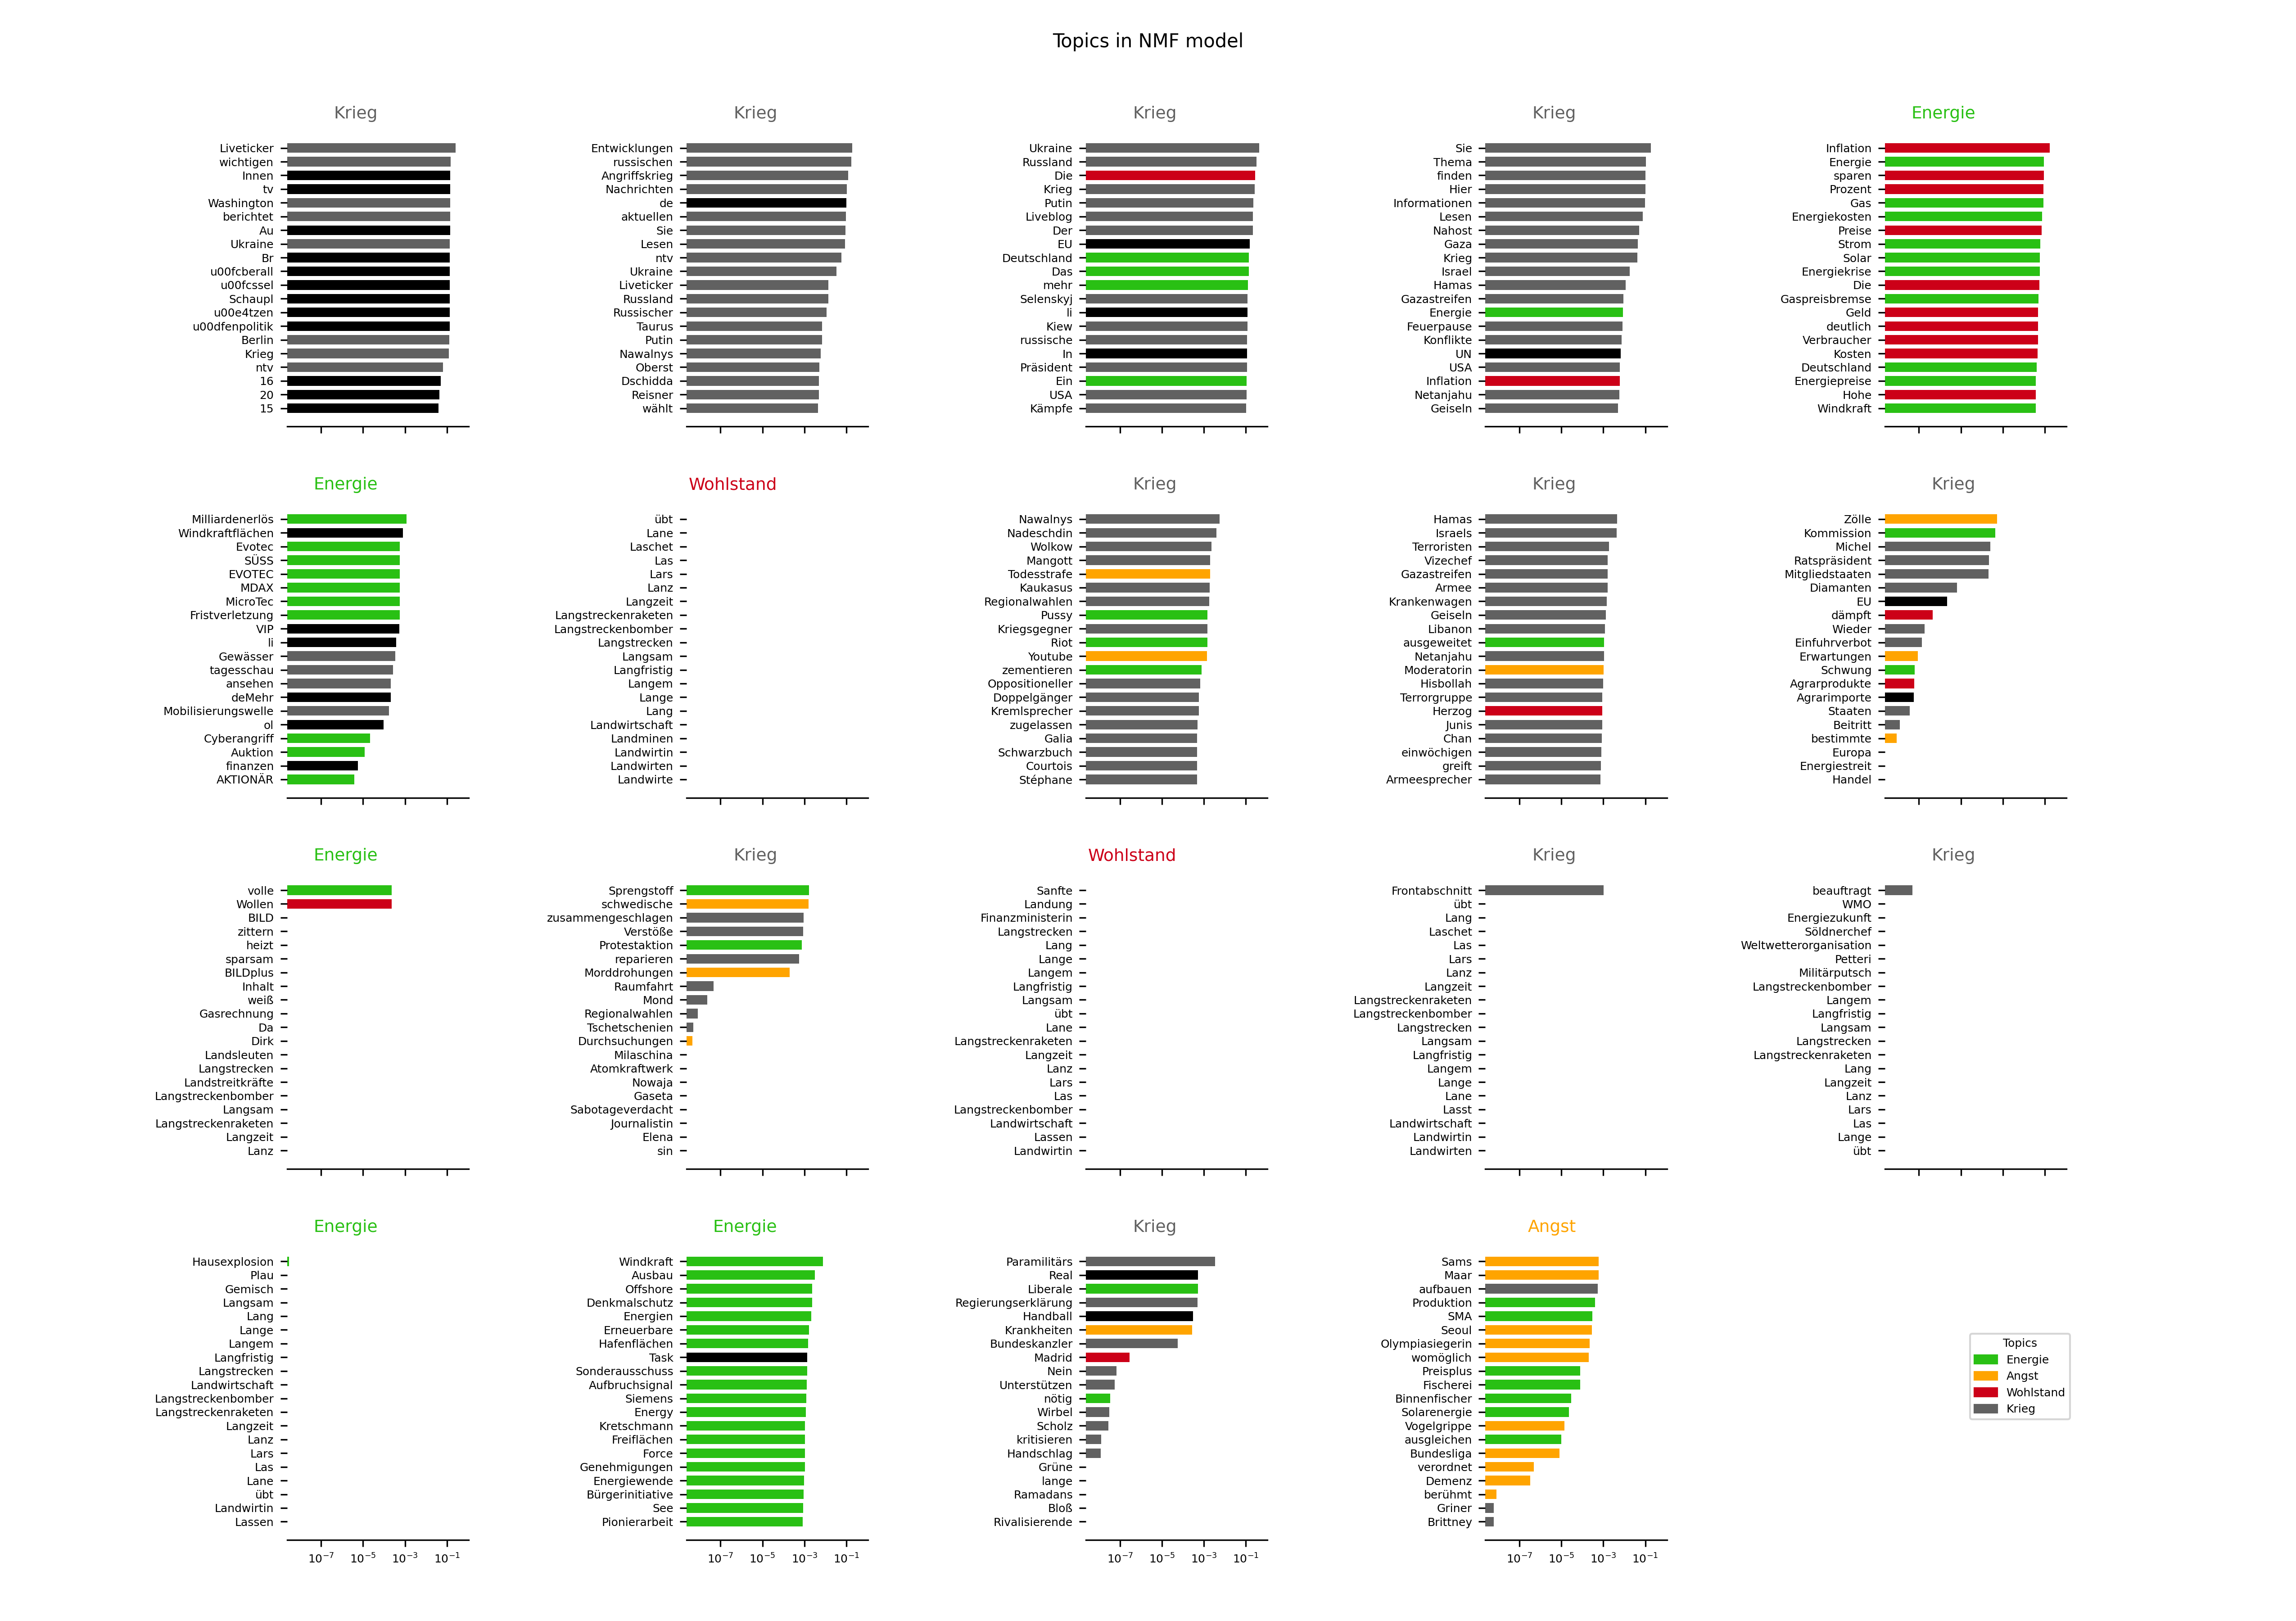 Topics in NMF model
Krieg
Liveticker
wichtigen
Innen
tv
Washington
berichtet
Au
Ukraine
Br
u00fcberall
u00fcssel
Schaupl
u00e4tzen
u00dfenpolitik
Berlin
Krieg
ntv
16
20
15
Krieg
Entwicklungen
russischen
Angriffskrieg
Nachrichten
de
aktuellen
Sie
Lesen
ntv
Ukraine
Liveticker
Russland
Russischer
Taurus
Putin
Nawalnys
Oberst
Dschidda
Reisner
wählt
Krieg
Ukraine
Russland
Die
Krieg
Putin
Liveblog
Der
EU
Deutschland
Das
mehr
Selenskyj
li
Kiew
russische
In
Präsident
Ein
USA
Kämpfe
Krieg
Sie
Thema
finden
Hier
Informationen
Lesen
Nahost
Gaza
Krieg
Israel
Hamas
Gazastreifen
Energie
Feuerpause
Konflikte
UN
USA
Inflation
Netanjahu
Geiseln
Energie
Inflation
Energie
sparen
Prozent
Gas
Energiekosten
Preise
Strom
Solar
Energiekrise
Die
Gaspreisbremse
Geld
deutlich
Verbraucher
Kosten
Deutschland
Energiepreise
Hohe
Windkraft
Energie
Milliardenerlös
Windkraftflächen
Evotec
SÜSS
EVOTEC
MDAX
MicroTec
Fristverletzung
VIP
li
Gewässer
tagesschau
ansehen
deMehr
Mobilisierungswelle
ol
Cyberangriff
Auktion
finanzen
AKTIONÄR
Wohlstand
übt
Lane
Laschet
Las
Lars
Lanz
Langzeit
Langstreckenraketen
Langstreckenbomber
Langstrecken
Langsam
Langfristig
Langem
Lange
Lang
Landwirtschaft
Landminen
Landwirtin
Landwirten
Landwirte
Krieg
Nawalnys
Nadeschdin
Wolkow
Mangott
Todesstrafe
Kaukasus
Regionalwahlen
Pussy
Kriegsgegner
Riot
Youtube
zementieren
Oppositioneller
Doppelgänger
Kremlsprecher
zugelassen
Galia
Schwarzbuch
Courtois
Stéphane
Krieg
Hamas
Israels
Terroristen
Vizechef
Gazastreifen
Armee
Krankenwagen
Geiseln
Libanon
ausgeweitet
Netanjahu
Moderatorin
Hisbollah
Terrorgruppe
Herzog
Junis
Chan
einwöchigen
greift
Armeesprecher
Krieg
Zölle
Kommission
Michel
Ratspräsident
Mitgliedstaaten
Diamanten
EU
dämpft
Wieder
Einfuhrverbot
Erwartungen
Schwung
Agrarprodukte
Agrarimporte
Staaten
Beitritt
bestimmte
Europa
Energiestreit
Handel
Energie
volle
Wollen
BILD
zittern
heizt
sparsam
BILDplus
Inhalt
weiß
Gasrechnung
Da
Dirk
Landsleuten
Langstrecken
Landstreitkräfte
Langstreckenbomber
Langsam
Langstreckenraketen
Langzeit
Lanz
Krieg
Sprengstoff
schwedische
zusammengeschlagen
Verstöße
Protestaktion
reparieren
Morddrohungen
Raumfahrt
Mond
Regionalwahlen
Tschetschenien
Durchsuchungen
Milaschina
Atomkraftwerk
Nowaja
Gaseta
Sabotageverdacht
Journalistin
Elena
sin
Wohlstand
Sanfte
Landung
Finanzministerin
Langstrecken
Lang
Lange
Langem
Langfristig
Langsam
übt
Lane
Langstreckenraketen
Langzeit
Lanz
Lars
Las
Langstreckenbomber
Landwirtschaft
Lassen
Landwirtin
Krieg
Frontabschnitt
übt
Lang
Laschet
Las
Lars
Lanz
Langzeit
Langstreckenraketen
Langstreckenbomber
Langstrecken
Langsam
Langfristig
Langem
Lange
Lane
Lasst
Landwirtschaft
Landwirtin
Landwirten
Krieg
beauftragt
WMO
Energiezukunft
Söldnerchef
Weltwetterorganisation
Petteri
Militärputsch
Langstreckenbomber
Langem
Langfristig
Langsam
Langstrecken
Langstreckenraketen
Lang
Langzeit
Lanz
Lars
Las
Lange
übt
Energie
Hausexplosion
Plau
Gemisch
Langsam
Lang
Lange
Langem
Langfristig
Langstrecken
Landwirtschaft
Langstreckenbomber
Langstreckenraketen
Langzeit
Lanz
Lars
Las
Lane
übt
Landwirtin
Lassen
10⁻⁷ 10⁻⁵ 10⁻³ 10⁻¹
Energie
Windkraft
Ausbau
Offshore
Denkmalschutz
Energien
Erneuerbare
Hafenflächen
Task
Sonderausschuss
Aufbruchsignal
Siemens
Energy
Kretschmann
Freiflächen
Force
Genehmigungen
Energiewende
Bürgerinitiative
See
Pionierarbeit
10⁻⁷ 10⁻⁵ 10⁻³ 10⁻¹
Krieg
Paramilitärs
Real
Liberale
Regierungserklärung
Handball
Krankheiten
Bundeskanzler
Madrid
Nein
Unterstützen
nötig
Wirbel
Scholz
kritisieren
Handschlag
Grüne
lange
Ramadans
Bloß
Rivalisierende
10⁻⁷ 10⁻⁵ 10⁻³ 10⁻¹
Angst
Sams
Maar
aufbauen
Produktion
SMA
Seoul
Olympiasiegerin
womöglich
Preisplus
Fischerei
Binnenfischer
Solarenergie
Vogelgrippe
ausgleichen
Bundesliga
verordnet
Demenz
berühmt
Griner
Brittney
10⁻⁷ 10⁻⁵ 10⁻³ 10⁻¹
Topics
Energie
Angst
Wohlstand
Krieg